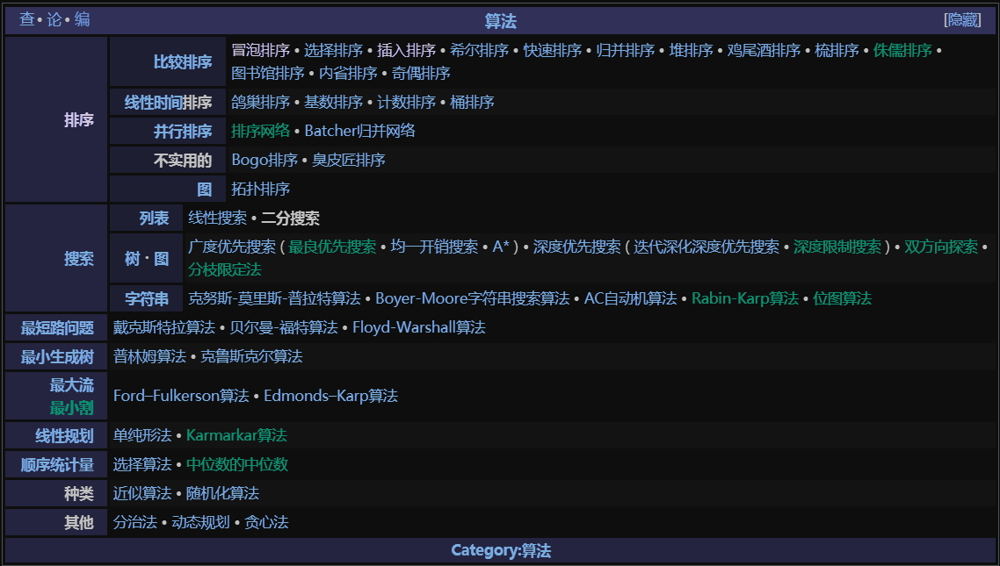 查 • 论 • 编
算法
[隐藏]
排序
比较排序
冒泡排序 • 选择排序 • 插入排序 • 希尔排序 • 快速排序 • 归并排序 • 堆排序 • 鸡尾酒排序 • 梳排序 • 侏儒排序 •
图书馆排序 • 内省排序 • 奇偶排序
线性时间排序
鸽巢排序 • 基数排序 • 计数排序 • 桶排序
并行排序
排序网络 • Batcher归并网络
不实用的
Bogo排序 • 臭皮匠排序
图
拓扑排序
搜索
列表
线性搜索 • 二分搜索
树 · 图
广度优先搜索 ( 最良优先搜索 • 均一开销搜索 • A* ) • 深度优先搜索 ( 迭代深化深度优先搜索 • 深度限制搜索 ) • 双方向探索 •
分枝限定法
字符串
克努斯-莫里斯-普拉特算法 • Boyer-Moore字符串搜索算法 • AC自动机算法 • Rabin-Karp算法 • 位图算法
最短路问题
戴克斯特拉算法 • 贝尔曼-福特算法 • Floyd-Warshall算法
最小生成树
普林姆算法 • 克鲁斯克尔算法
最大流
最小割
Ford–Fulkerson算法 • Edmonds–Karp算法
线性规划
单纯形法 • Karmarkar算法
顺序统计量
选择算法 • 中位数的中位数
种类
近似算法 • 随机化算法
其他
分治法 • 动态规划 • 贪心法
Category:算法